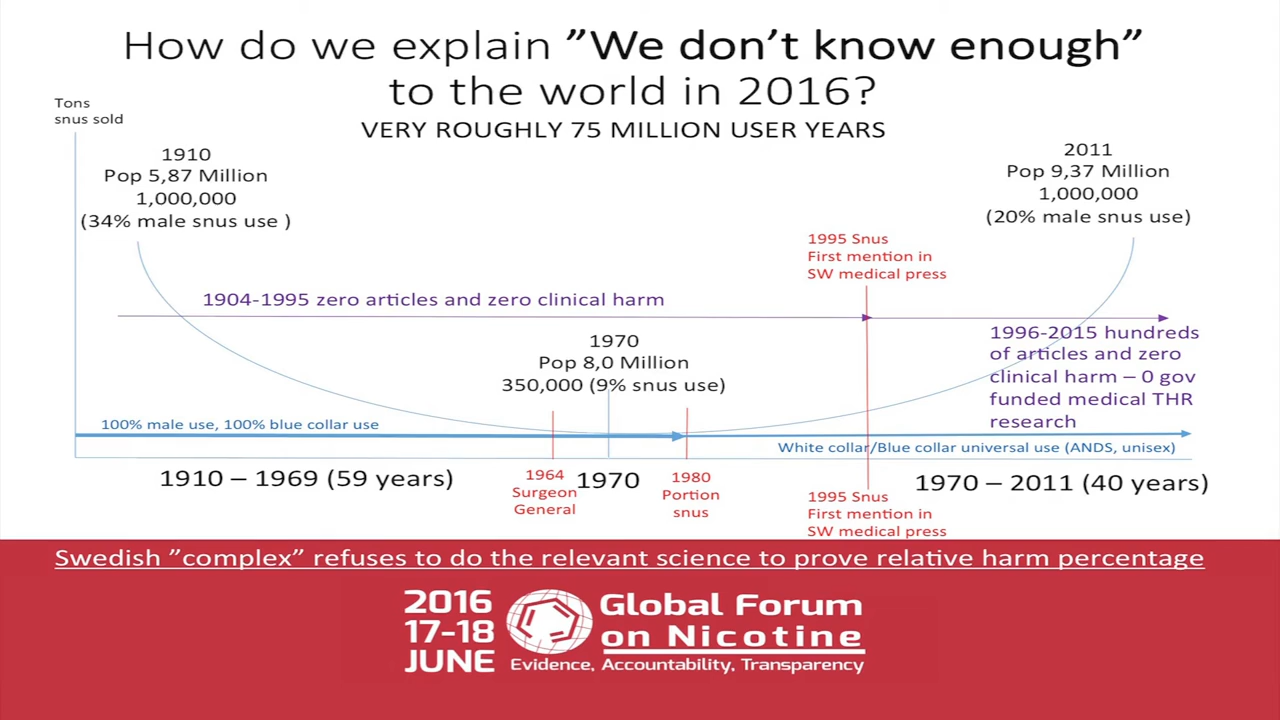 How do we explain ”We don’t know enough”
to the world in 2016?
VERY ROUGHLY 75 MILLION USER YEARS
Tons
snus sold
1910
Pop 5,87 Million
1,000,000
(34% male snus use )
2011
Pop 9,37 Million
1,000,000
(20% male snus use)
1995 Snus
First mention in
SW medical press
1904-1995 zero articles and zero clinical harm
1970
Pop 8,0 Million
350,000 (9% snus use)
1996-2015 hundreds
of articles and zero
clinical harm – 0 gov
funded medical THR
research
100% male use, 100% blue collar use
White collar/Blue collar universal use (ANDS, unisex)
1910 – 1969 (59 years)
1964
Surgeon
General
1970
1980
Portion
snus
1995 Snus
First mention in
SW medical press
1970 – 2011 (40 years)
Swedish ”complex” refuses to do the relevant science to prove relative harm percentage
2016
17-18
JUNE
Global Forum
on Nicotine
Evidence, Accountability, Transparency